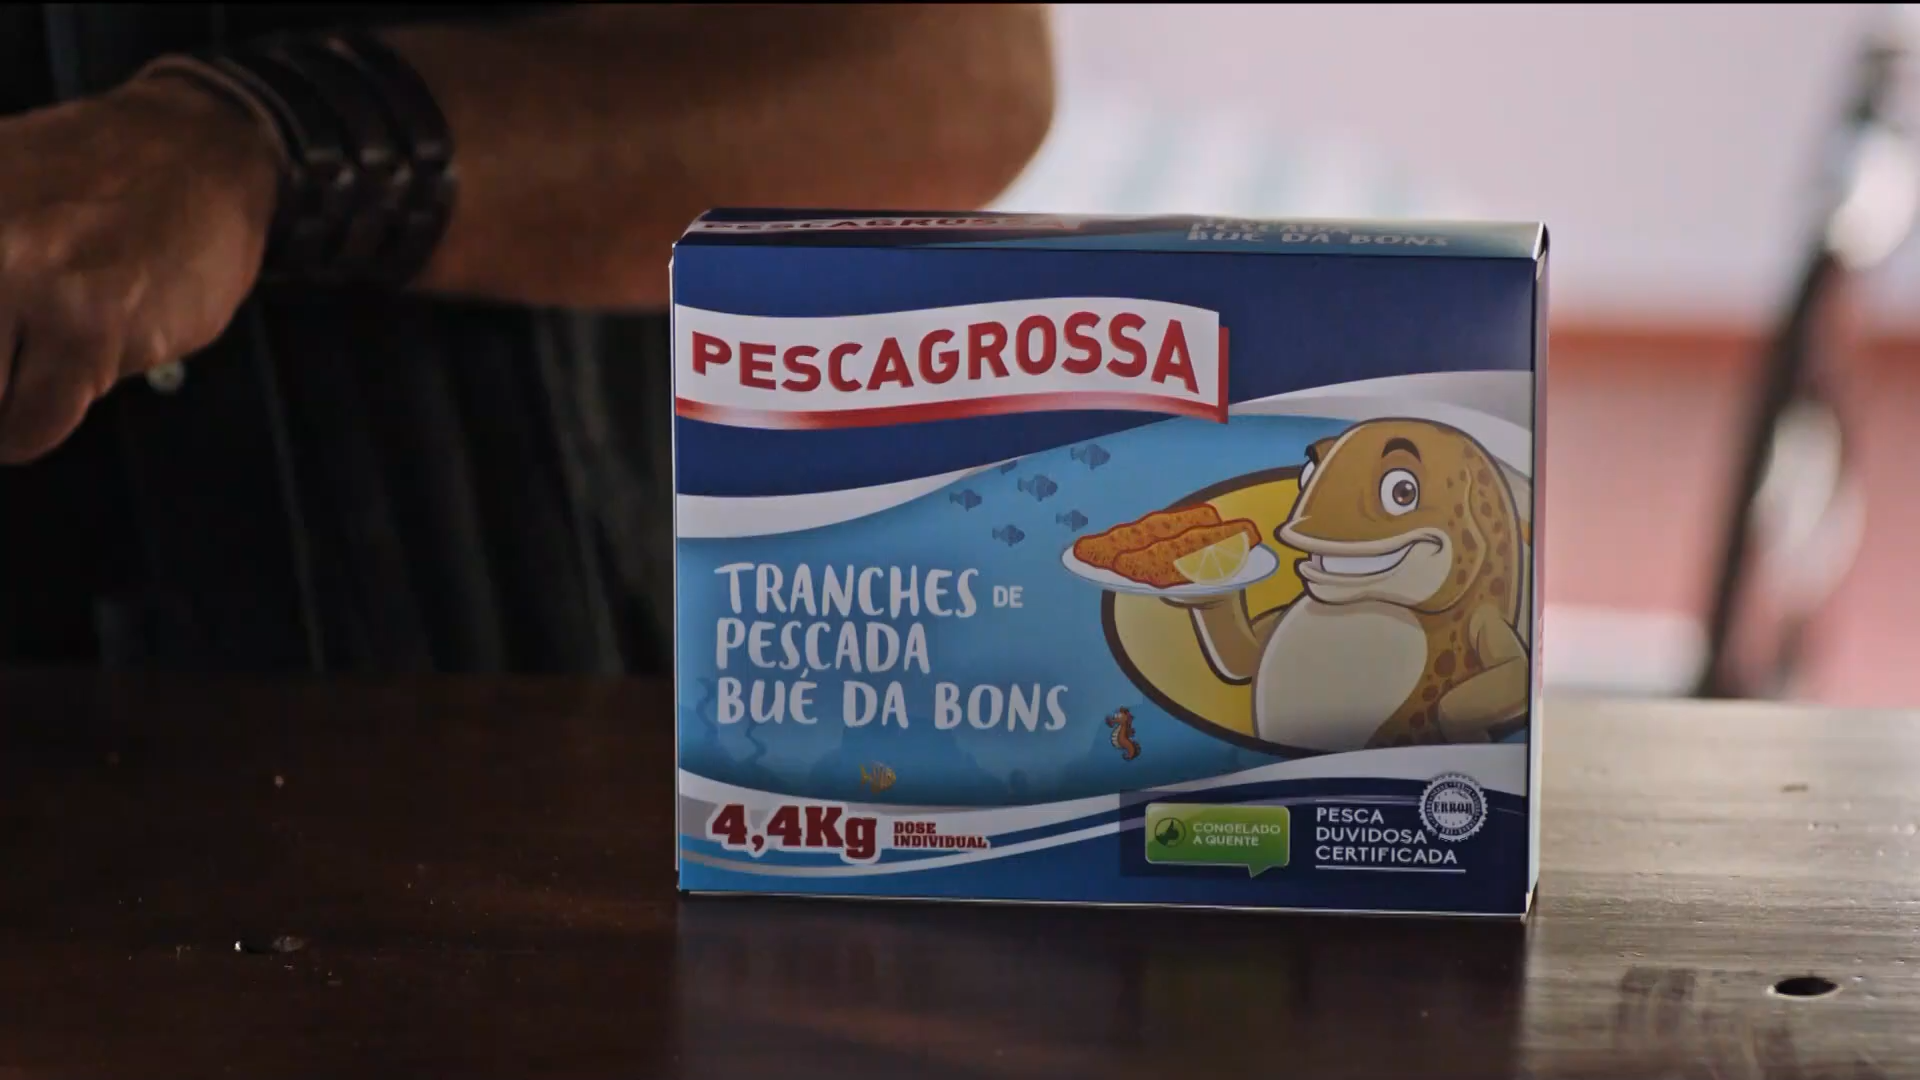 PESCAGROSSA
PESCADA
BUÉ DA BONS
PESCAGROSSA
TRANCHES DE
PESCADA
BUÉ DA BONS
4,4Kg DOSE
INDIVIDUAL
CONGELADO
A QUENTE
PESCA
DUVIDOSA
CERTIFICADA
ERROR